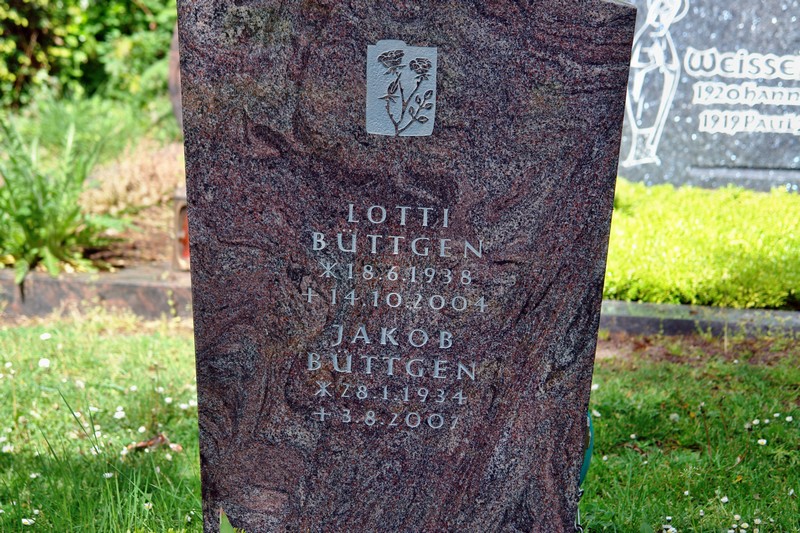 LOTTI
BÜTTGEN
*18.6.1938
+14.10.2004
JAKOB
BÜTTGEN
*28.1.1934
+3.8.2007
WEISSE
1920 hann
1919 Paul